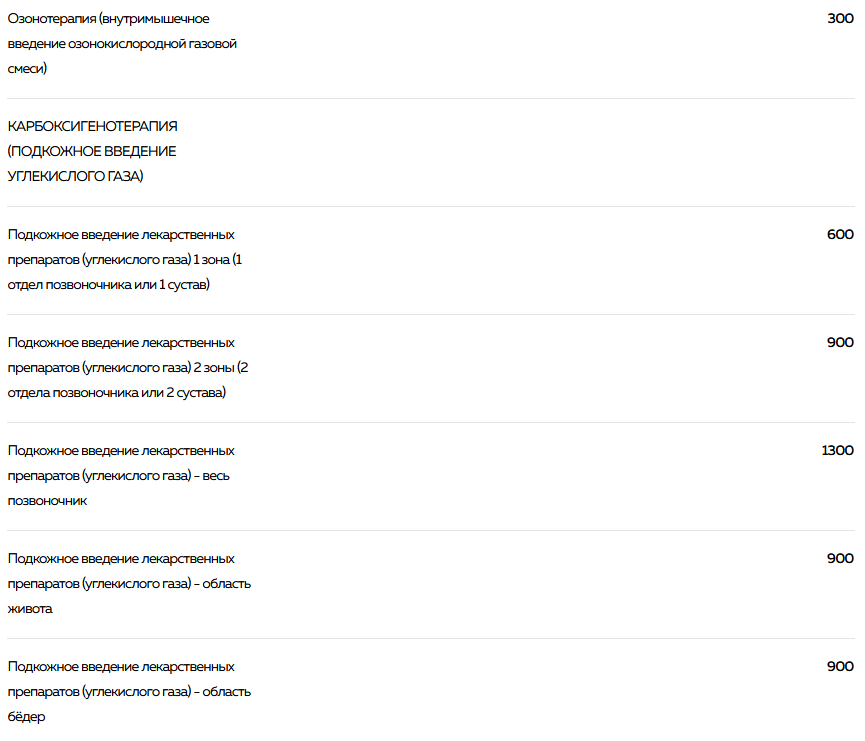 Озонотерапия (внутримышечное
300
введение озонокислородной газовой
смеси)
КАРБОКСИГЕНОТЕРАПИЯ
(ПОДКОЖНОЕ ВВЕДЕНИЕ
УГЛЕКИСЛОГО ГАЗА)
Подкожное введение лекарственных
600
препаратов (углекислого газа) 1 зона (1
отдел позвоночника или 1 сустав)
Подкожное введение лекарственных
900
препаратов (углекислого газа) 2 зоны (2
отдела позвоночника или 2 сустава)
Подкожное введение лекарственных
1300
препаратов (углекислого газа) - весь
позвоночник
Подкожное введение лекарственных
900
препаратов (углекислого газа) - область
живота
Подкожное введение лекарственных
900
препаратов (углекислого газа) - область
бёдер